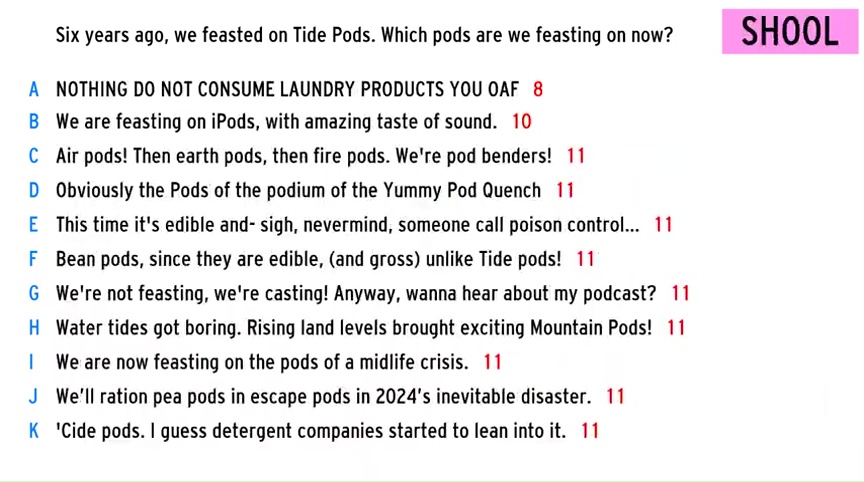 Six years ago, we feasted on Tide Pods. Which pods are we feasting on now?
SHOOL
A NOTHING DO NOT CONSUME LAUNDRY PRODUCTS YOU OAF 8
B We are feasting on iPods, with amazing taste of sound. 10
C Air pods! Then earth pods, then fire pods. We're pod benders! 11
D Obviously the Pods of the podium of the Yummy Pod Quench 11
E This time it's edible and- sigh, nevermind, someone call poison control... 11
F Bean pods, since they are edible, (and gross) unlike Tide pods! 11
G We're not feasting, we're casting! Anyway, wanna hear about my podcast? 11
H Water tides got boring. Rising land levels brought exciting Mountain Pods! 11
I We are now feasting on the pods of a midlife crisis. 11
J We’ll ration pea pods in escape pods in 2024’s inevitable disaster. 11
K 'Cide pods. I guess detergent companies started to lean into it. 11